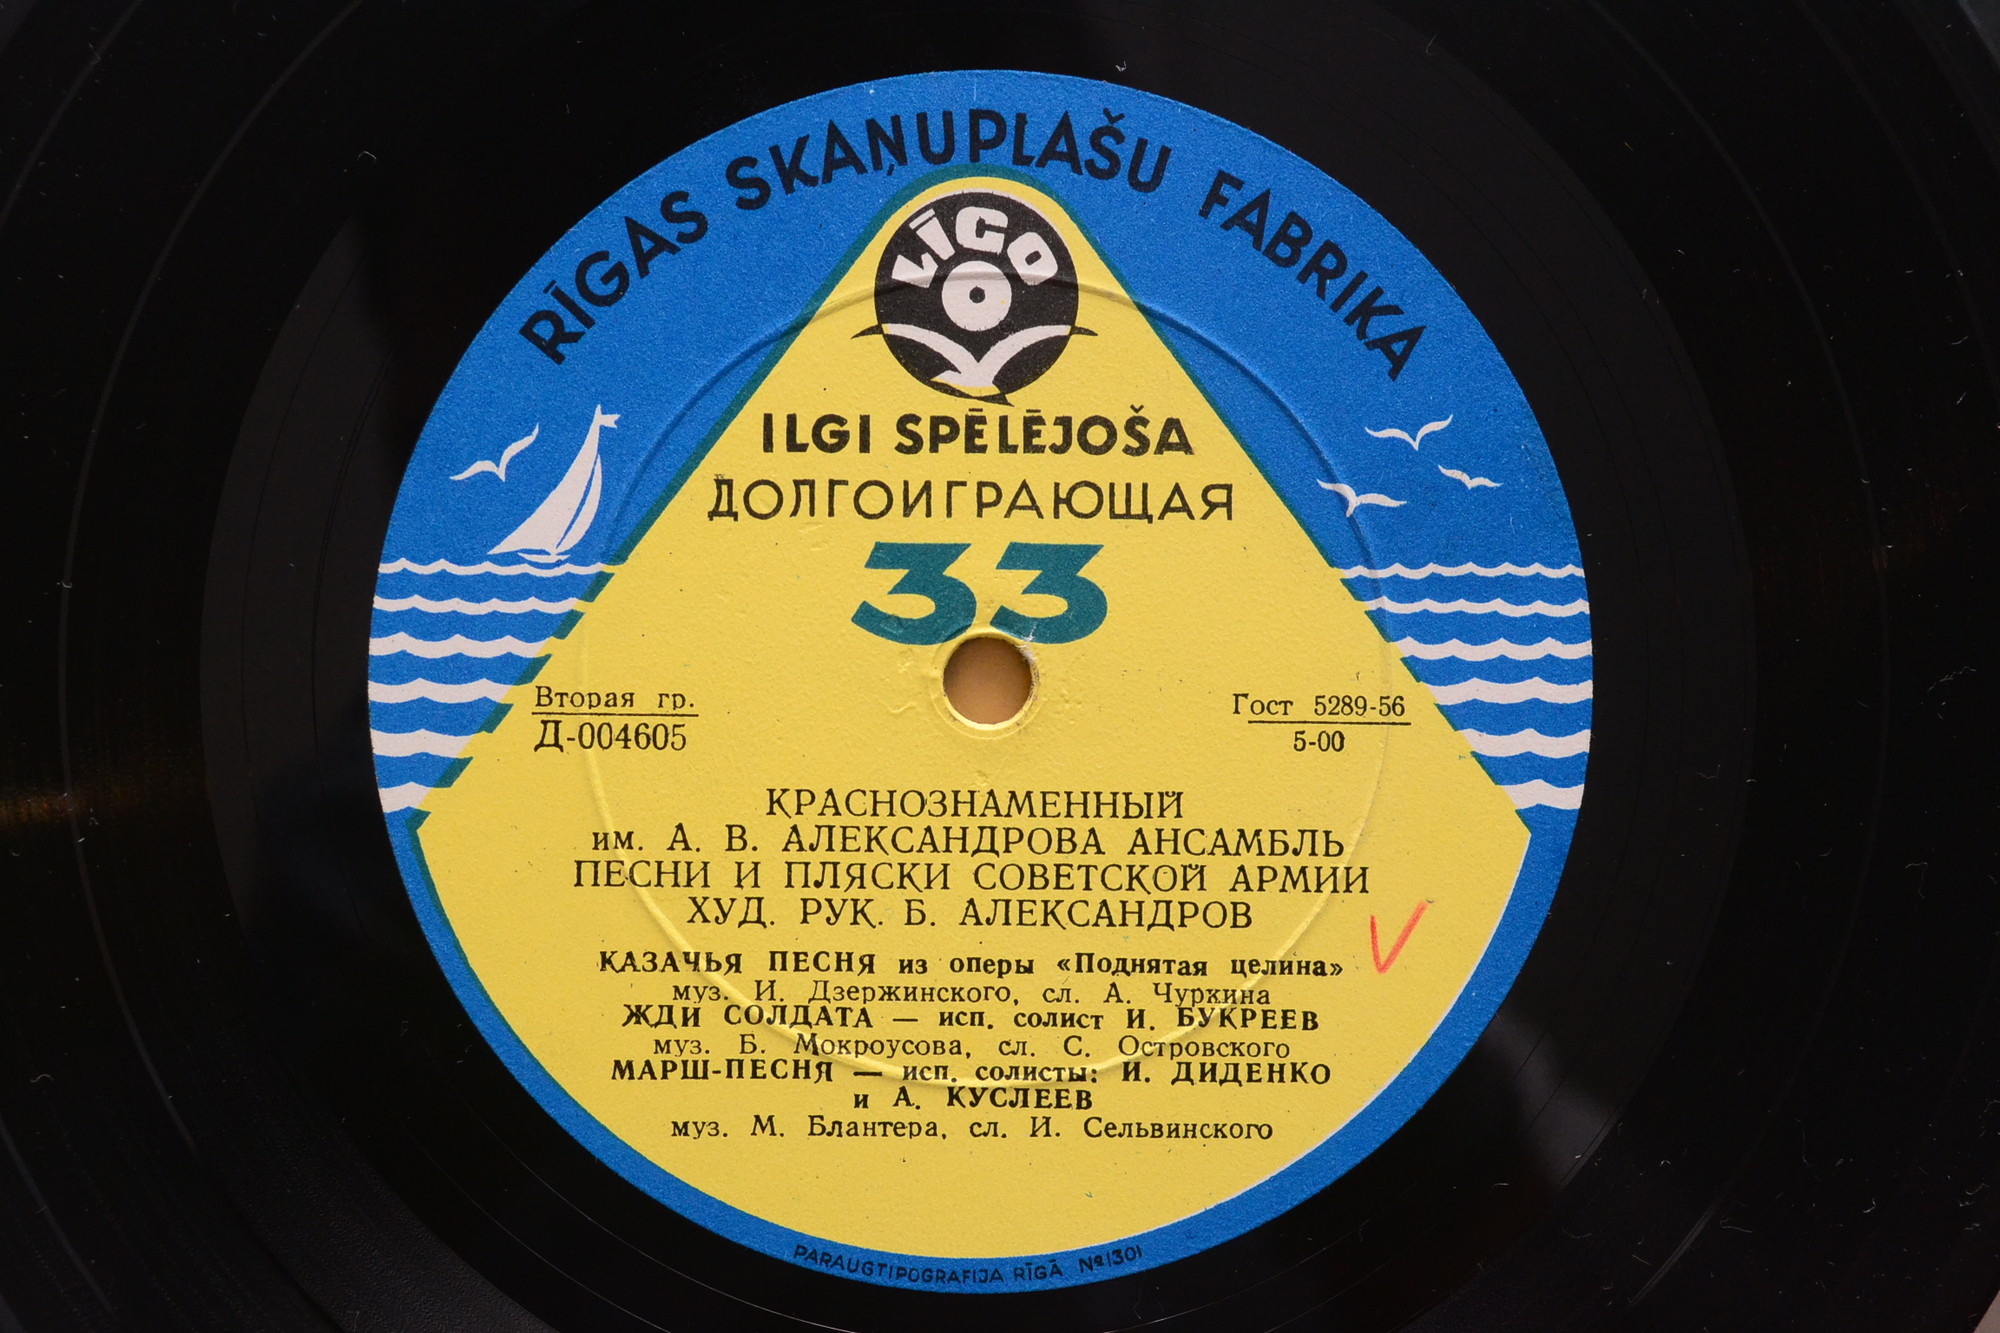 RĪGAS SKAŅUPLAŠU FABRIKA
LĪGO
ILGI SPĒLĒJOŠA
ДОЛГОИГРАЮЩАЯ
33
Вторая гр.
Д-004605
Гост 5289-56
5-00
КРАСНОЗНАМЕННЫЙ
им. А. В. АЛЕКСАНДРОВА АНСАМБЛЬ
ПЕСНИ И ПЛЯСКИ СОВЕТСКОЙ АРМИИ
ХУД. РУК. Б. АЛЕКСАНДРОВ
КАЗАЧЬЯ ПЕСНЯ из оперы «Поднятая целина»
муз. И. Дзержинского, сл. А. Чуркина
ЖДИ СОЛДАТА — исп. солист И. БУКРЕЕВ
муз. Б. Мокроусова, сл. С. Островского
МАРШ-ПЕСНЯ — исп. солисты: И. ДИДЕНКО
и А. КУСЛЕЕВ
муз. М. Блантера, сл. И. Сельвинского
PARAUGTIPOGRAFIJA RĪGĀ №1301